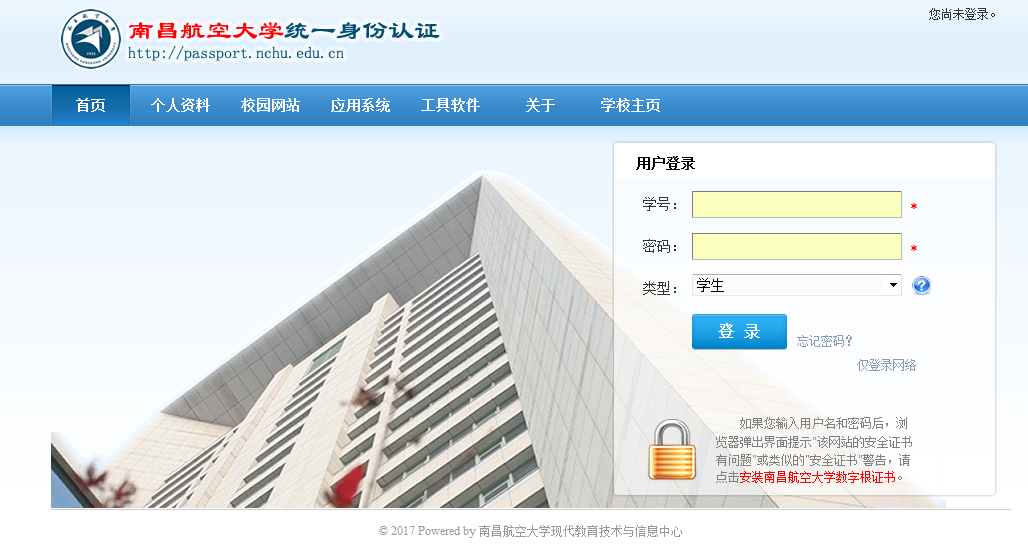 您尚未登录。
南昌航空大学统一身份认证
http://passport.nchu.edu.cn
首页 个人资料 校园网站 应用系统 工具软件 关于 学校主页
用户登录
学号： *
密码： *
类型： 学生 ?
登 录 忘记密码？
仅登录网络
如果您输入用户名和密码后，浏
览器弹出界面提示"该网站的安全证书
有问题"或类似的"安全证书"警告，请
点击安装南昌航空大学数字根证书。
© 2017 Powered by 南昌航空大学现代教育技术与信息中心